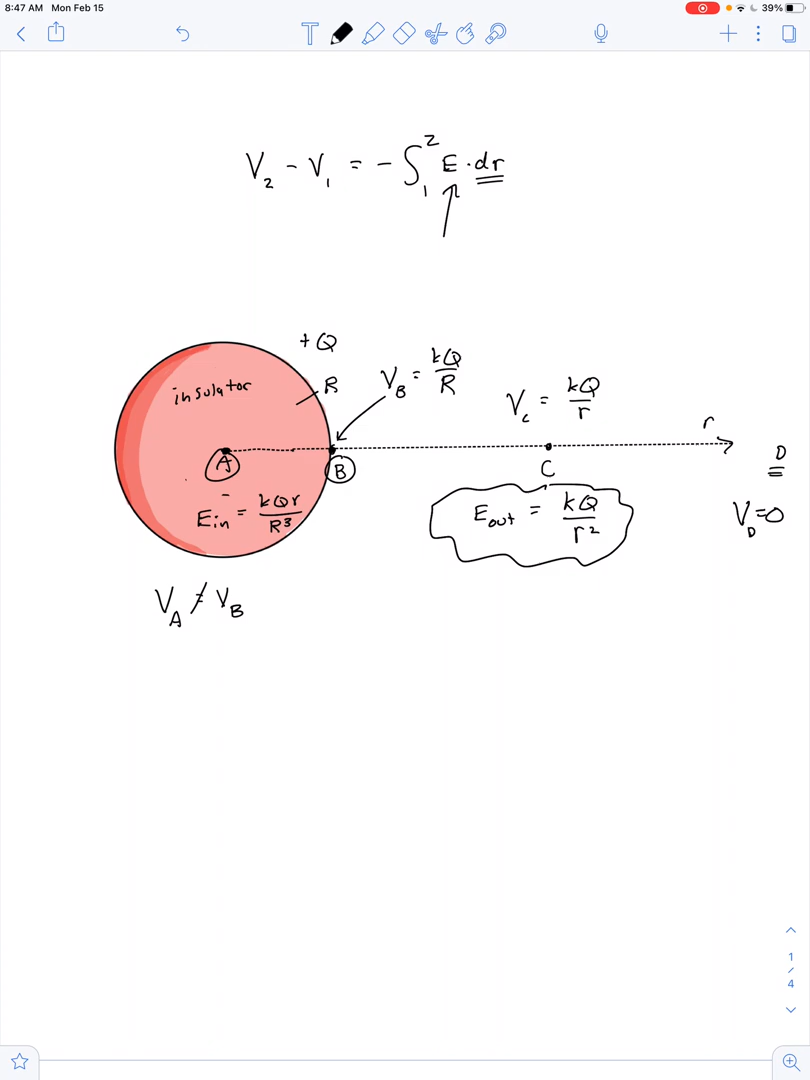 8:47 AM Mon Feb 15
39%
T
V₂ - V₁ = - ∫₁² E · dr
+Q
insulator
R
V_B = kQ/R
V_c = kQ/r
r
A
B
C
D
E_in = kQr/R³
E_out = kQ/r²
V_D = 0
V_A ≠ V_B
1
/
4